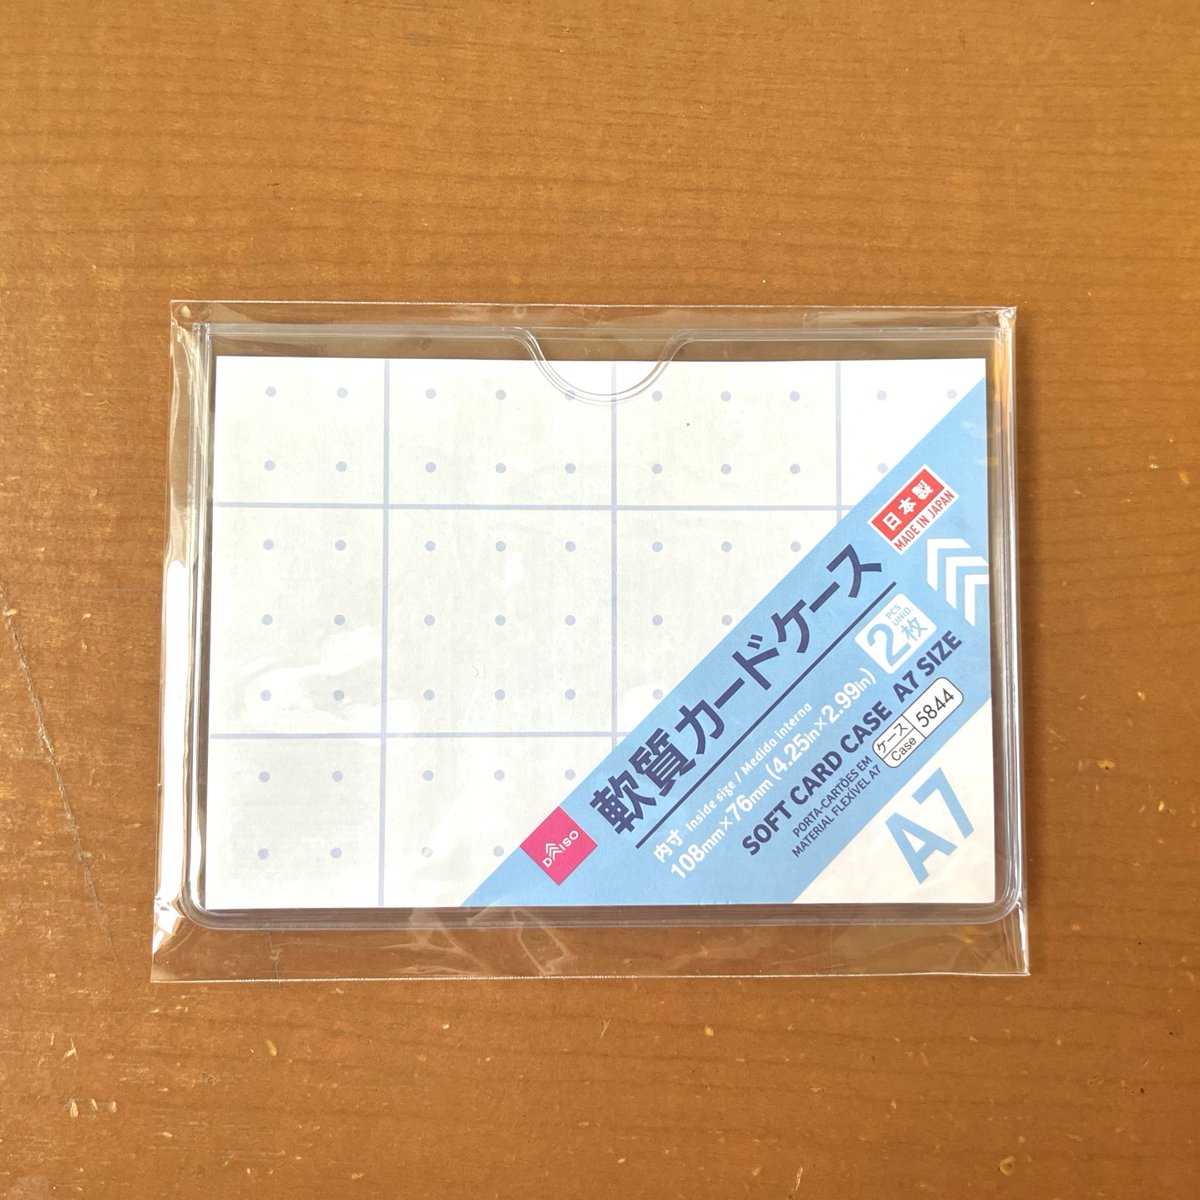 日本製
MADE IN JAPAN
軟質カードケース
2枚
PCS
UNID.
内寸 Inside size / Medida Interna
108mm×76mm(4.25in×2.99in)
SOFT CARD CASE A7 SIZE
PORTA-CARTÕES EM
MATERIAL FLEXÍVEL A7
ケース
Case
5844
DAISO
A7